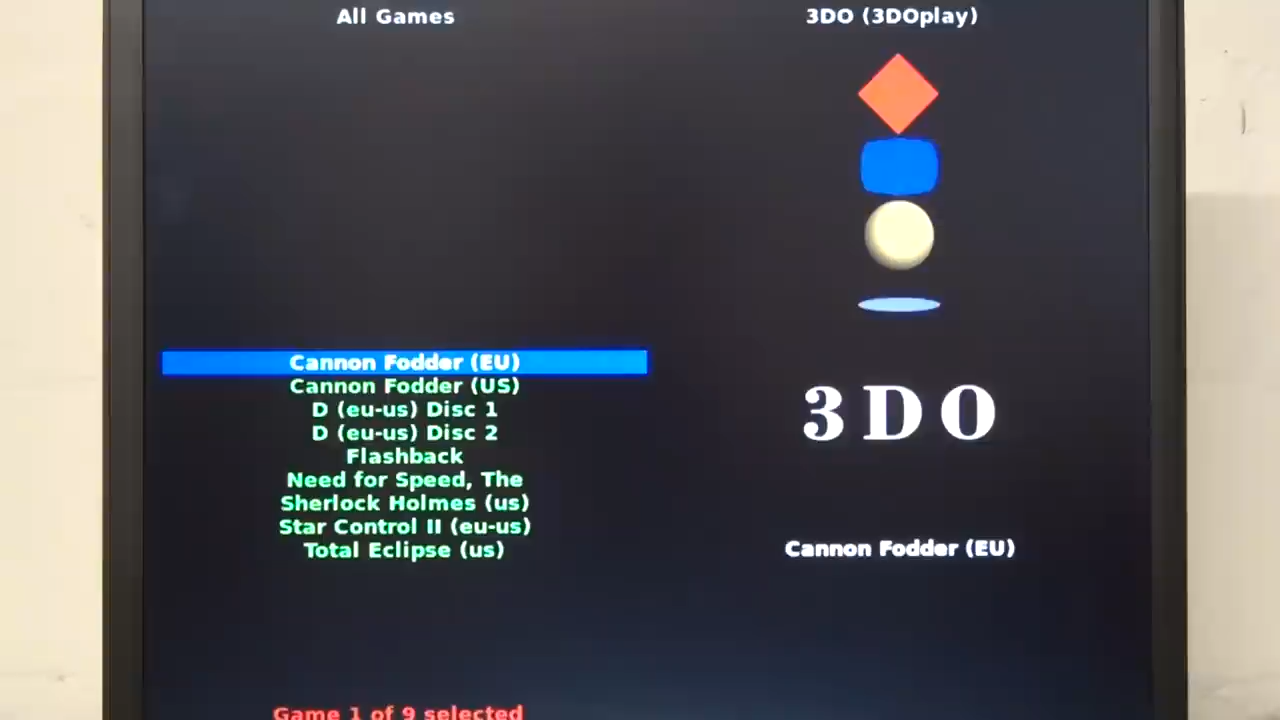 All Games
Cannon Fodder (EU)
Cannon Fodder (US)
D (eu-us) Disc 1
D (eu-us) Disc 2
Flashback
Need for Speed, The
Sherlock Holmes (us)
Star Control II (eu-us)
Total Eclipse (us)
Game 1 of 9 selected
3DO (3DOplay)
3DO
Cannon Fodder (EU)